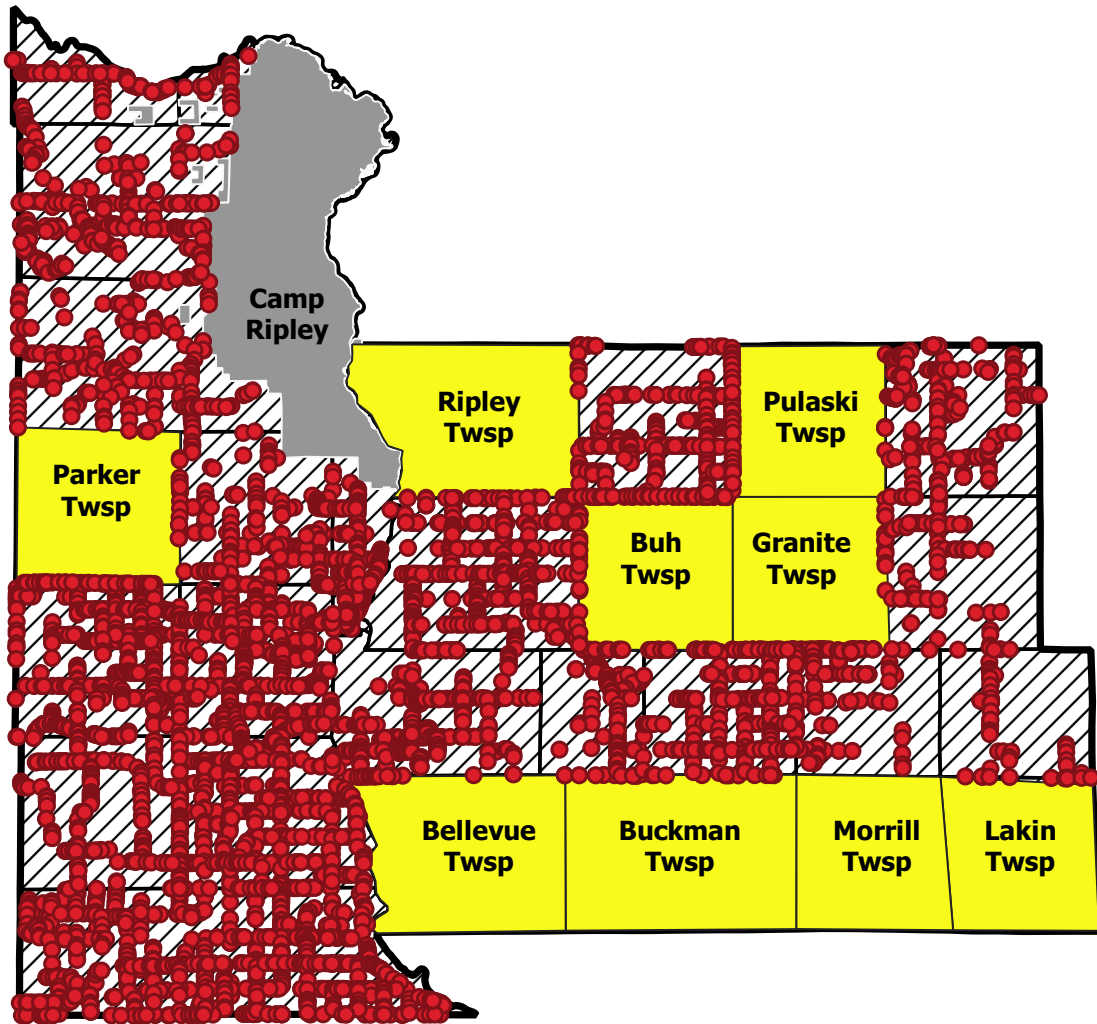 Camp
Ripley
Ripley
Twsp
Pulaski
Twsp
Parker
Twsp
Buh
Twsp
Granite
Twsp
Bellevue
Twsp
Buckman
Twsp
Morrill
Twsp
Lakin
Twsp